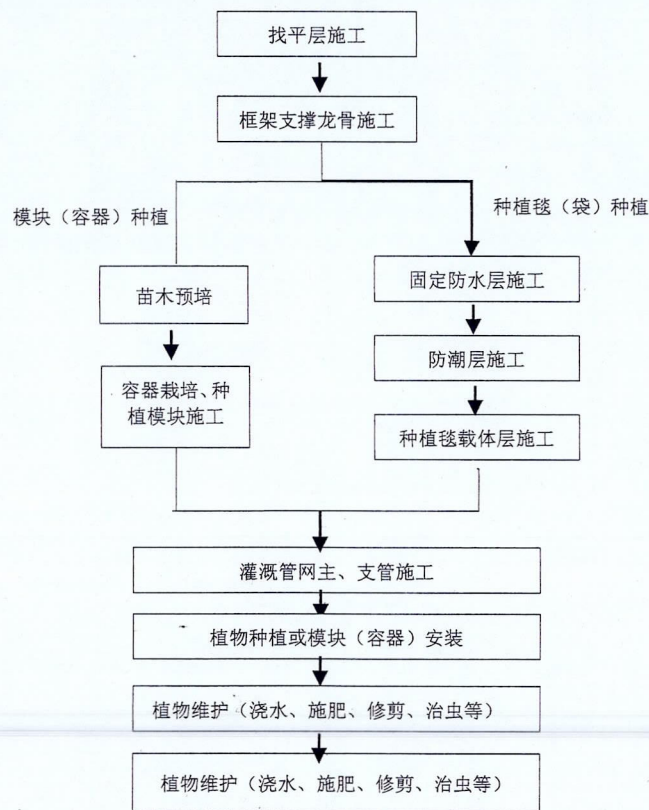 找平层施工
框架支撑龙骨施工
模块（容器）种植
种植毯（袋）种植
苗木预培
固定防水层施工
容器栽培、种
植模块施工
防潮层施工
种植毯载体层施工
灌溉管网主、支管施工
植物种植或模块（容器）安装
植物维护（浇水、施肥、修剪、治虫等）
植物维护（浇水、施肥、修剪、治虫等）